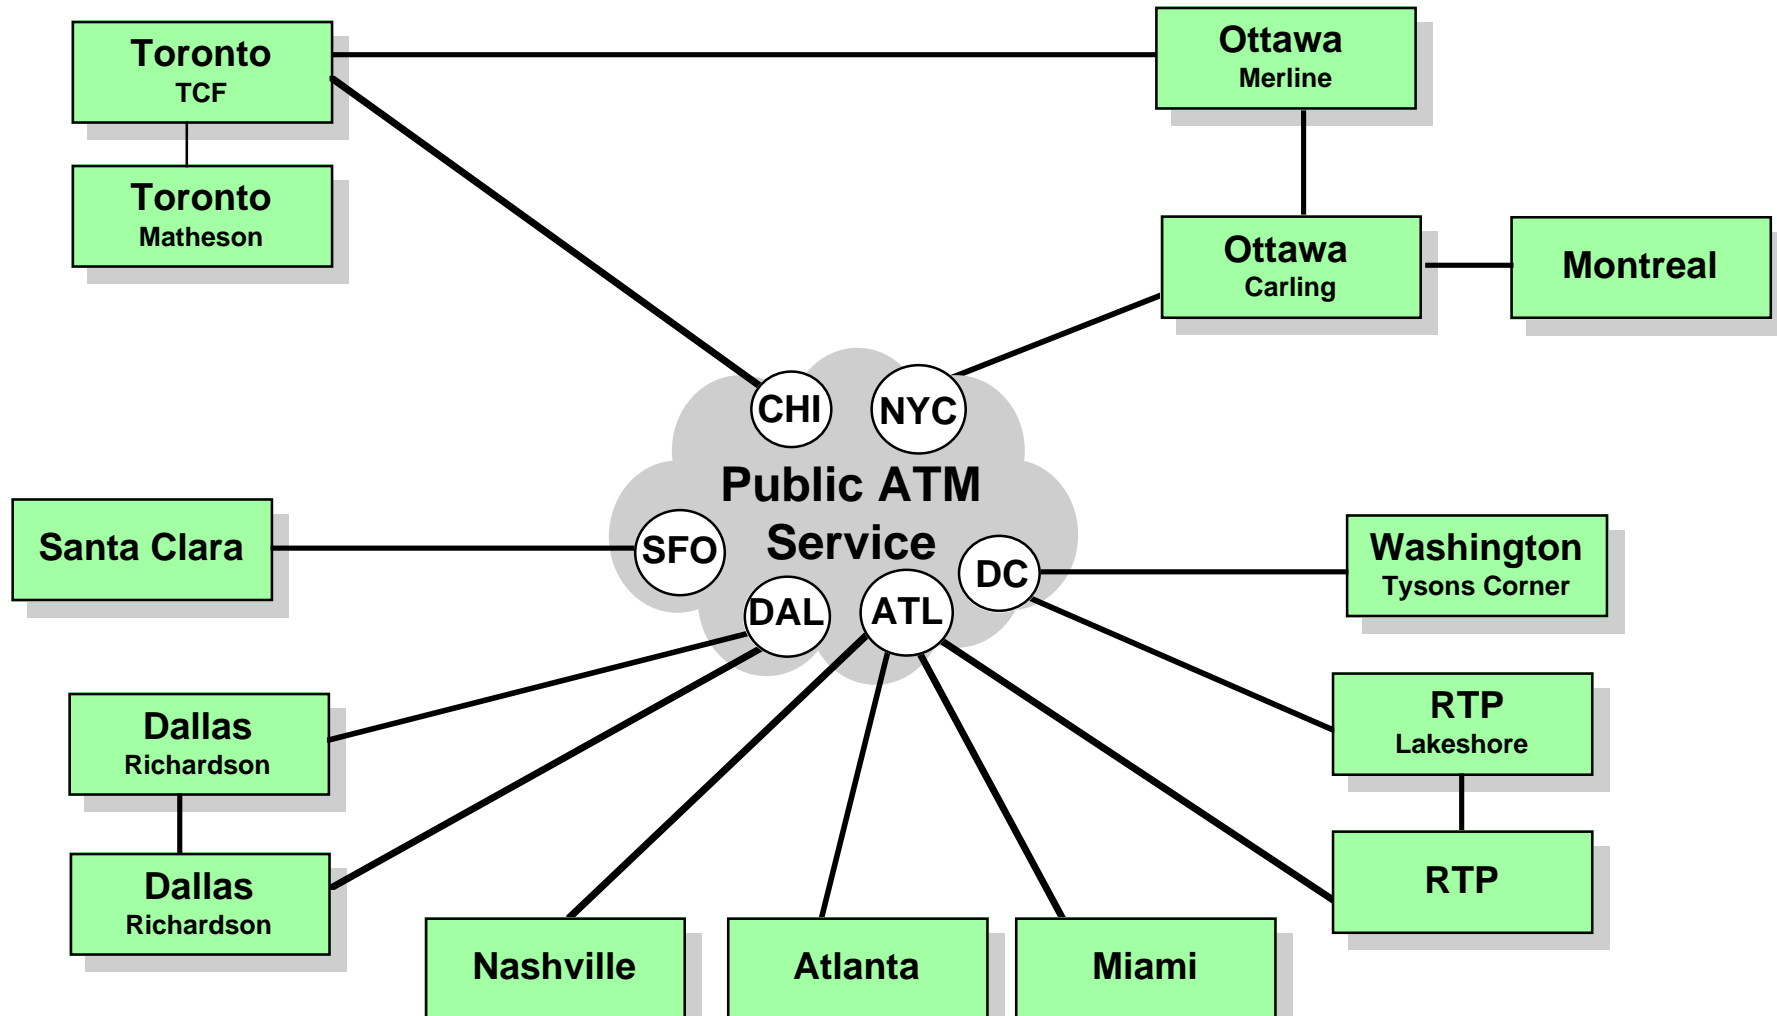 Toronto
TCF
Ottawa
Merline
Toronto
Matheson
Ottawa
Carling
Montreal
CHI
NYC
Public ATM
Service
Santa Clara
SFO
DC
Washington
Tysons Corner
DAL
ATL
Dallas
Richardson
RTP
Lakeshore
Dallas
Richardson
RTP
Nashville
Atlanta
Miami